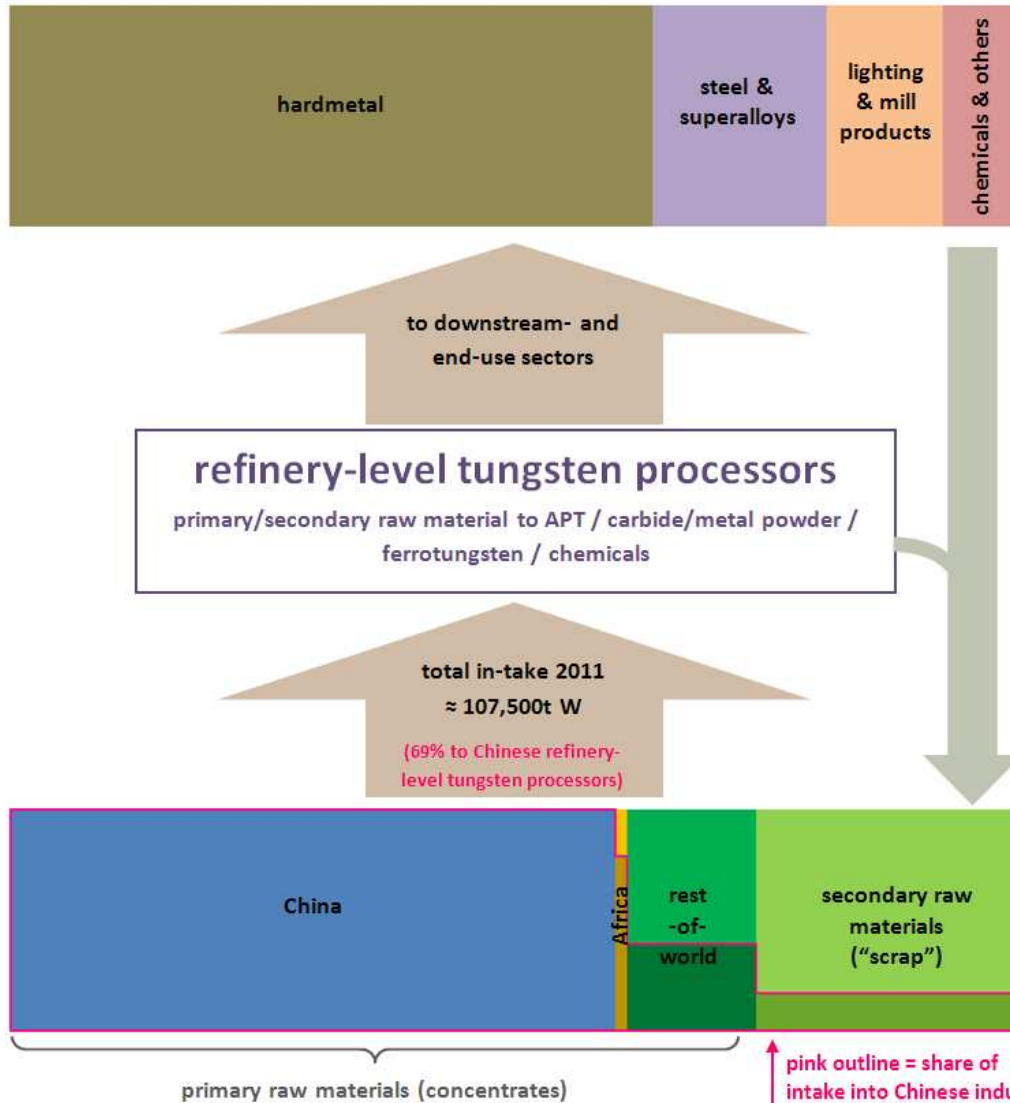 hardmetal
steel &
superalloys
lighting
& mill
products
chemicals & others
to downstream- and
end-use sectors
refinery-level tungsten processors
primary/secondary raw material to APT / carbide/metal powder /
ferrotungsten / chemicals
total in-take 2011
≈ 107,500t W
(69% to Chinese refinery-
level tungsten processors)
China
Africa
rest
-of-
world
secondary raw
materials
(“scrap”)
primary raw materials (concentrates)
pink outline = share of
intake into Chinese